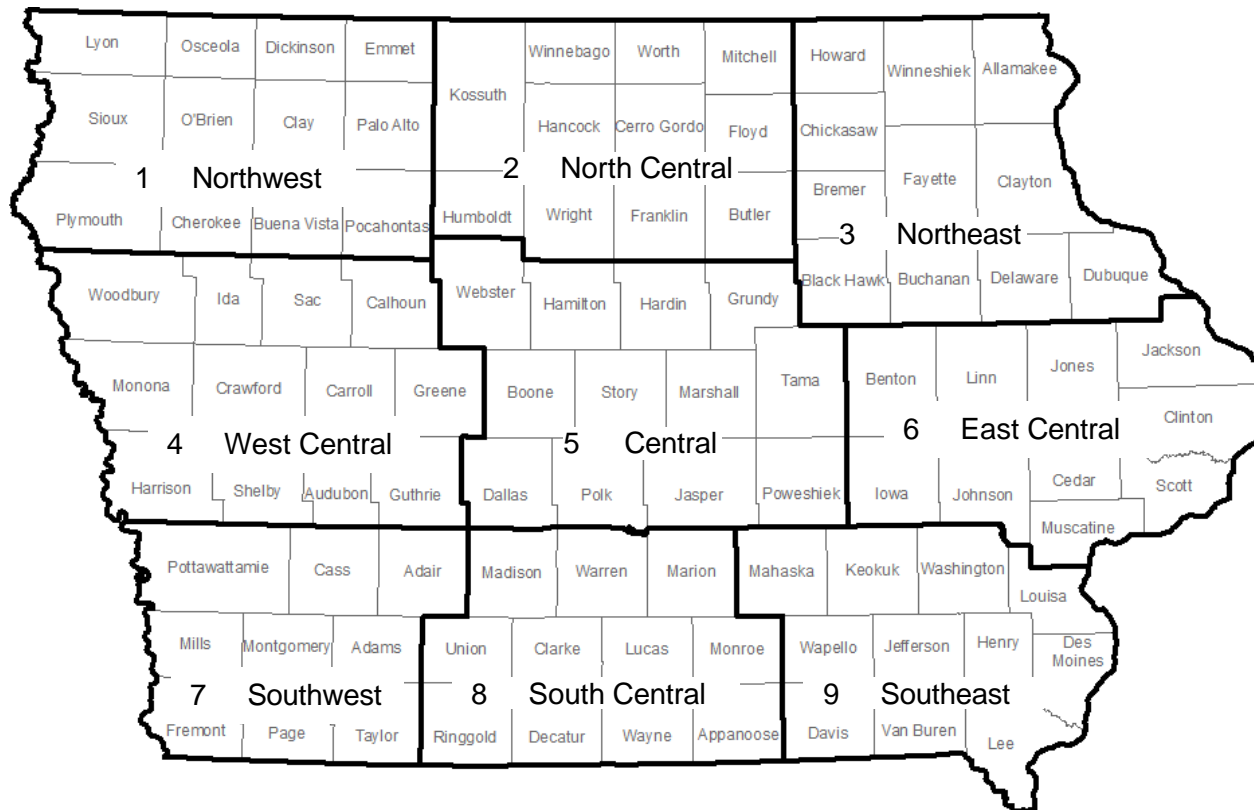 Lyon Osceola Dickinson Emmet
Winnebago Worth Mitchell Howard
Winneshiek Allamakee
Kossuth
Sioux O'Brien Clay Palo Alto
Hancock Cerro Gordo Floyd Chickasaw
1 Northwest
2 North Central
Bremer Fayette Clayton
Plymouth Cherokee Buena Vista Pocahontas
Humboldt Wright Franklin Butler
3 Northeast
Black Hawk Buchanan Delaware Dubuque
Woodbury Ida Sac Calhoun
Webster Hamilton Hardin Grundy
Jackson
Monona Crawford Carroll Greene
Boone Story Marshall Tama
Benton Linn Jones
Clinton
4 West Central
5 Central
6 East Central
Harrison Shelby Audubon Guthrie
Dallas Polk Jasper Poweshiek
Iowa Johnson Cedar Scott
Muscatine
Pottawattamie Cass Adair
Madison Warren Marion
Mahaska Keokuk Washington
Louisa
Mills Montgomery Adams
Union Clarke Lucas Monroe
Wapello Jefferson Henry Des
Moines
7 Southwest
8 South Central
9 Southeast
Fremont Page Taylor
Ringgold Decatur Wayne Appanoose
Davis Van Buren Lee